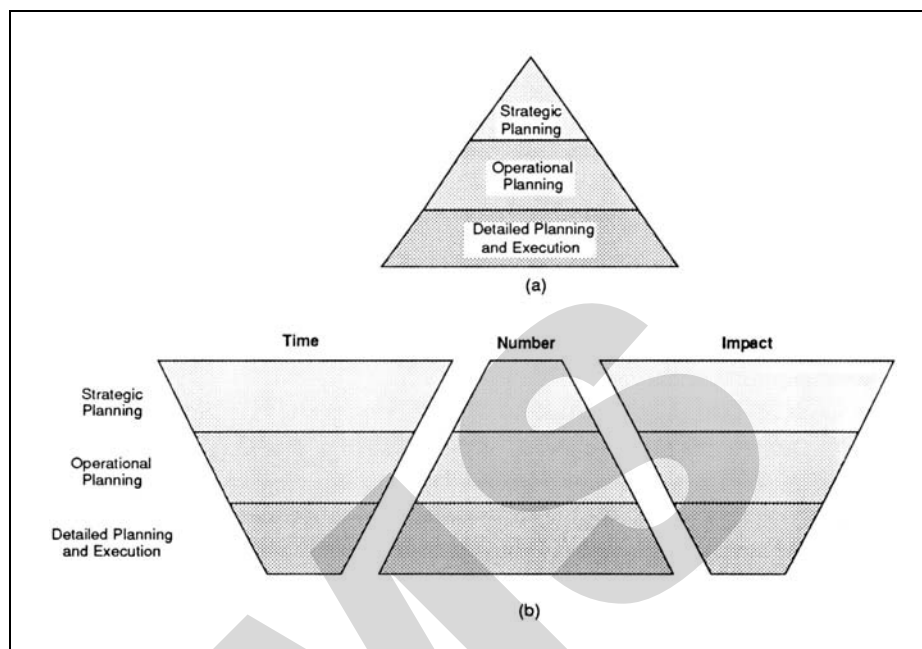 Strategic
Planning
Operational
Planning
Detailed Planning
and Execution
(a)
Time
Number
Impact
Strategic
Planning
Operational
Planning
Detailed Planning
and Execution
(b)